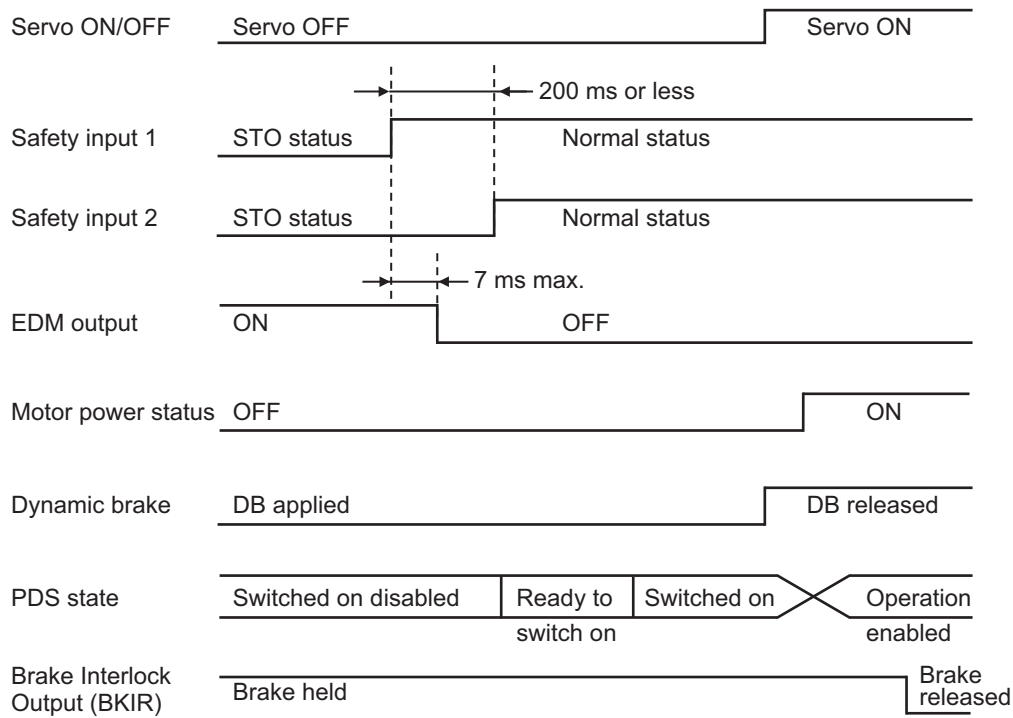 Servo ON/OFF Servo OFF Servo ON
200 ms or less
Safety input 1 STO status Normal status
Safety input 2 STO status Normal status
7 ms max.
EDM output ON OFF
Motor power status OFF ON
Dynamic brake DB applied DB released
PDS state Switched on disabled Ready to Switched on Operation
switch on enabled
Brake Interlock Brake
Output (BKIR) Brake held released